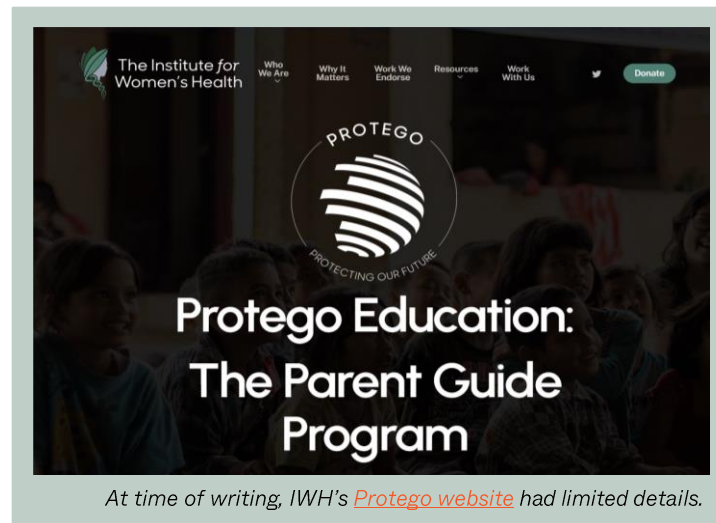 The Institute for
Women's Health
Who
We Are
Why It
Matters
Work We
Endorse
Resources
Work
With Us
Donate
PROTEGO
PROTECTING OUR FUTURE
Protego Education:
The Parent Guide
Program
At time of writing, IWH's Protego website had limited details.